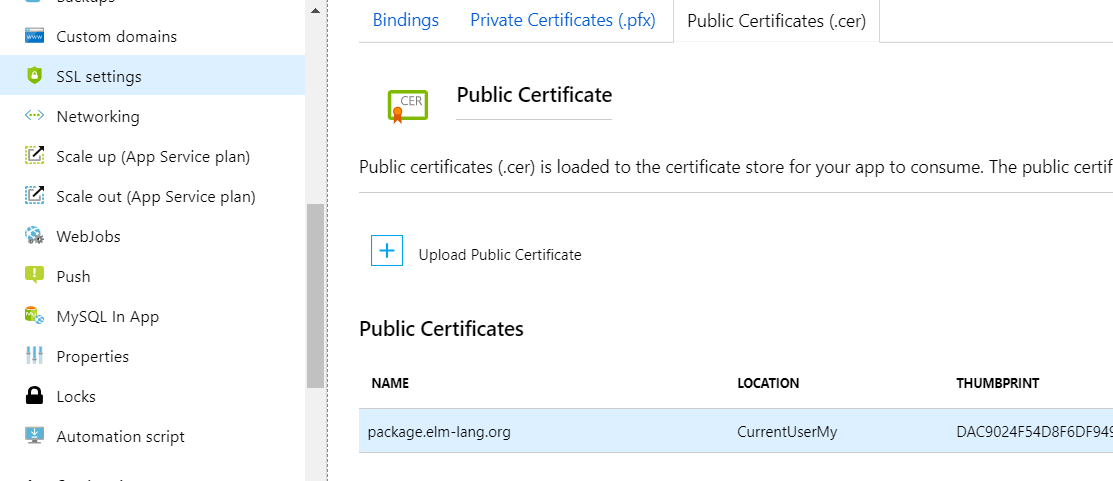 Backups
Custom domains
SSL settings
Networking
Scale up (App Service plan)
Scale out (App Service plan)
WebJobs
Push
MySQL In App
Properties
Locks
Automation script
Bindings
Private Certificates (.pfx)
Public Certificates (.cer)
CER
Public Certificate
Public certificates (.cer) is loaded to the certificate store for your app to consume. The public certif
Upload Public Certificate
Public Certificates
NAME LOCATION THUMBPRINT
package.elm-lang.org CurrentUserMy DAC9024F54D8F6DF949